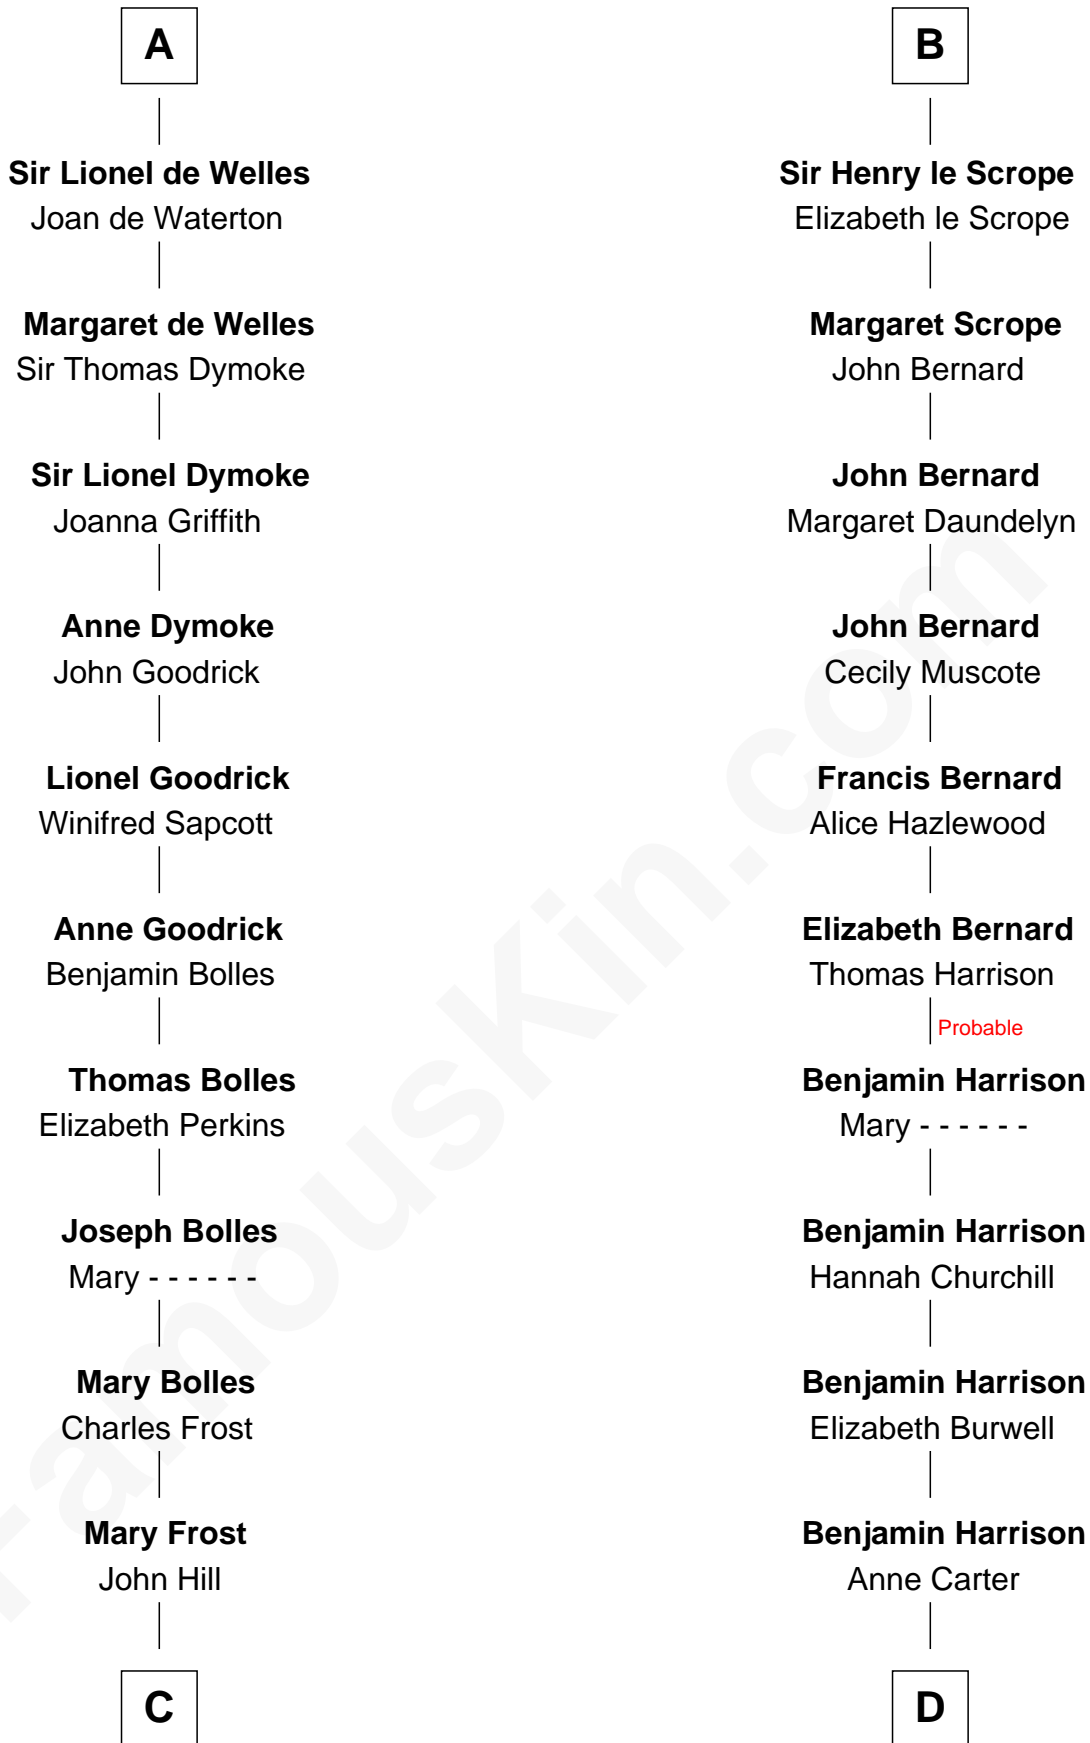 A
Sir Lionel de Welles
Joan de Waterton
Margaret de Welles
Sir Thomas Dymoke
Sir Lionel Dymoke
Joanna Griffith
Anne Dymoke
John Goodrick
Lionel Goodrick
Winifred Sapcott
Anne Goodrick
Benjamin Bolles
Thomas Bolles
Elizabeth Perkins
Joseph Bolles
Mary - - - - - -
Mary Bolles
Charles Frost
Mary Frost
John Hill
C
B
Sir Henry le Scrope
Elizabeth le Scrope
Margaret Scrope
John Bernard
John Bernard
Margaret Daundelyn
John Bernard
Cecily Muscote
Francis Bernard
Alice Hazlewood
Elizabeth Bernard
Thomas Harrison
Probable
Benjamin Harrison
Mary - - - - - -
Benjamin Harrison
Hannah Churchill
Benjamin Harrison
Elizabeth Burwell
Benjamin Harrison
Anne Carter
D
FamousKin.com